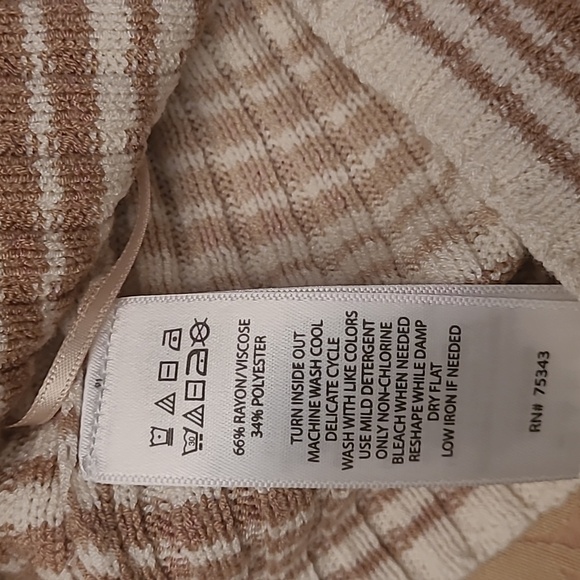 30
66% RAYON/VISCOSE
34% POLYESTER
TURN INSIDE OUT
MACHINE WASH COOL
DELICATE CYCLE
WASH WITH LIKE COLORS
USE MILD DETERGENT
ONLY NON-CHLORINE
BLEACH WHEN NEEDED
RESHAPE WHILE DAMP
DRY FLAT
LOW IRON IF NEEDED
RN# 75343